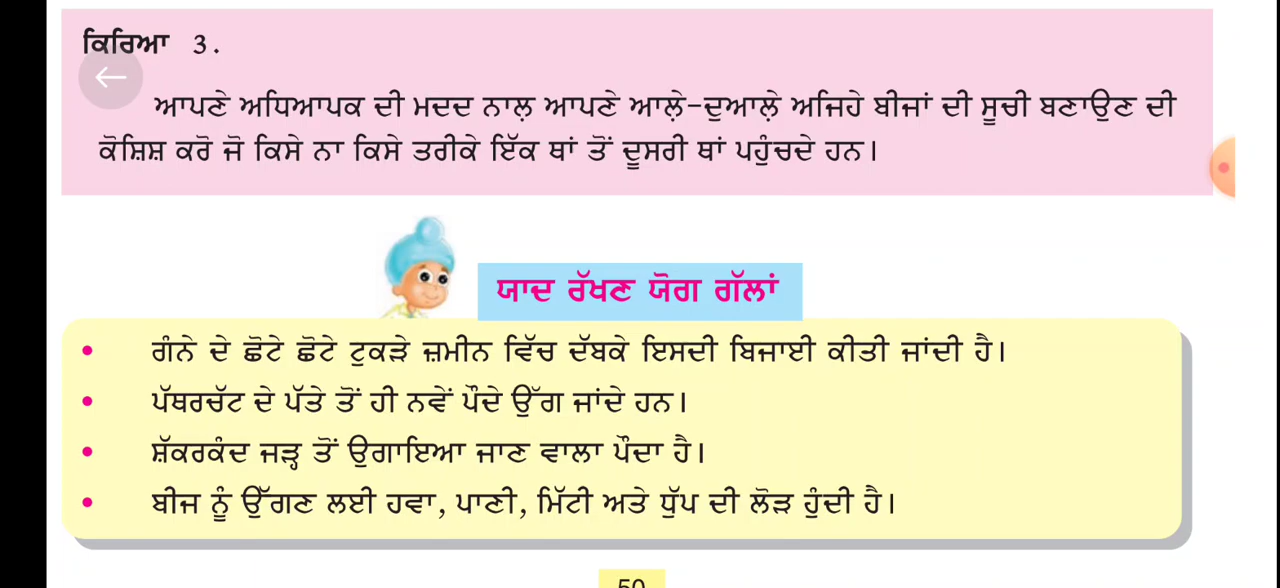 ਕਿਰਿਆ 3.
ਆਪਣੇ ਅਧਿਆਪਕ ਦੀ ਮਦਦ ਨਾਲ਼ ਆਪਣੇ ਆਲ਼ੇ-ਦੁਆਲ਼ੇ ਅਜਿਹੇ ਬੀਜਾਂ ਦੀ ਸੂਚੀ ਬਣਾਉਣ ਦੀ
ਕੋਸ਼ਿਸ਼ ਕਰੋ ਜੋ ਕਿਸੇ ਨਾ ਕਿਸੇ ਤਰੀਕੇ ਇੱਕ ਥਾਂ ਤੋਂ ਦੂਸਰੀ ਥਾਂ ਪਹੁੰਚਦੇ ਹਨ।
ਯਾਦ ਰੱਖਣ ਯੋਗ ਗੱਲਾਂ
• ਗੰਨੇ ਦੇ ਛੋਟੇ ਛੋਟੇ ਟੁਕੜੇ ਜ਼ਮੀਨ ਵਿੱਚ ਦੱਬਕੇ ਇਸਦੀ ਬਿਜਾਈ ਕੀਤੀ ਜਾਂਦੀ ਹੈ।
• ਪੱਥਰਚੱਟ ਦੇ ਪੱਤੇ ਤੋਂ ਹੀ ਨਵੇਂ ਪੌਦੇ ਉੱਗ ਜਾਂਦੇ ਹਨ।
• ਸ਼ੱਕਰਕੰਦ ਜੜ੍ਹ ਤੋਂ ਉਗਾਇਆ ਜਾਣ ਵਾਲਾ ਪੌਦਾ ਹੈ।
• ਬੀਜ ਨੂੰ ਉੱਗਣ ਲਈ ਹਵਾ, ਪਾਣੀ, ਮਿੱਟੀ ਅਤੇ ਧੁੱਪ ਦੀ ਲੋੜ ਹੁੰਦੀ ਹੈ।
50